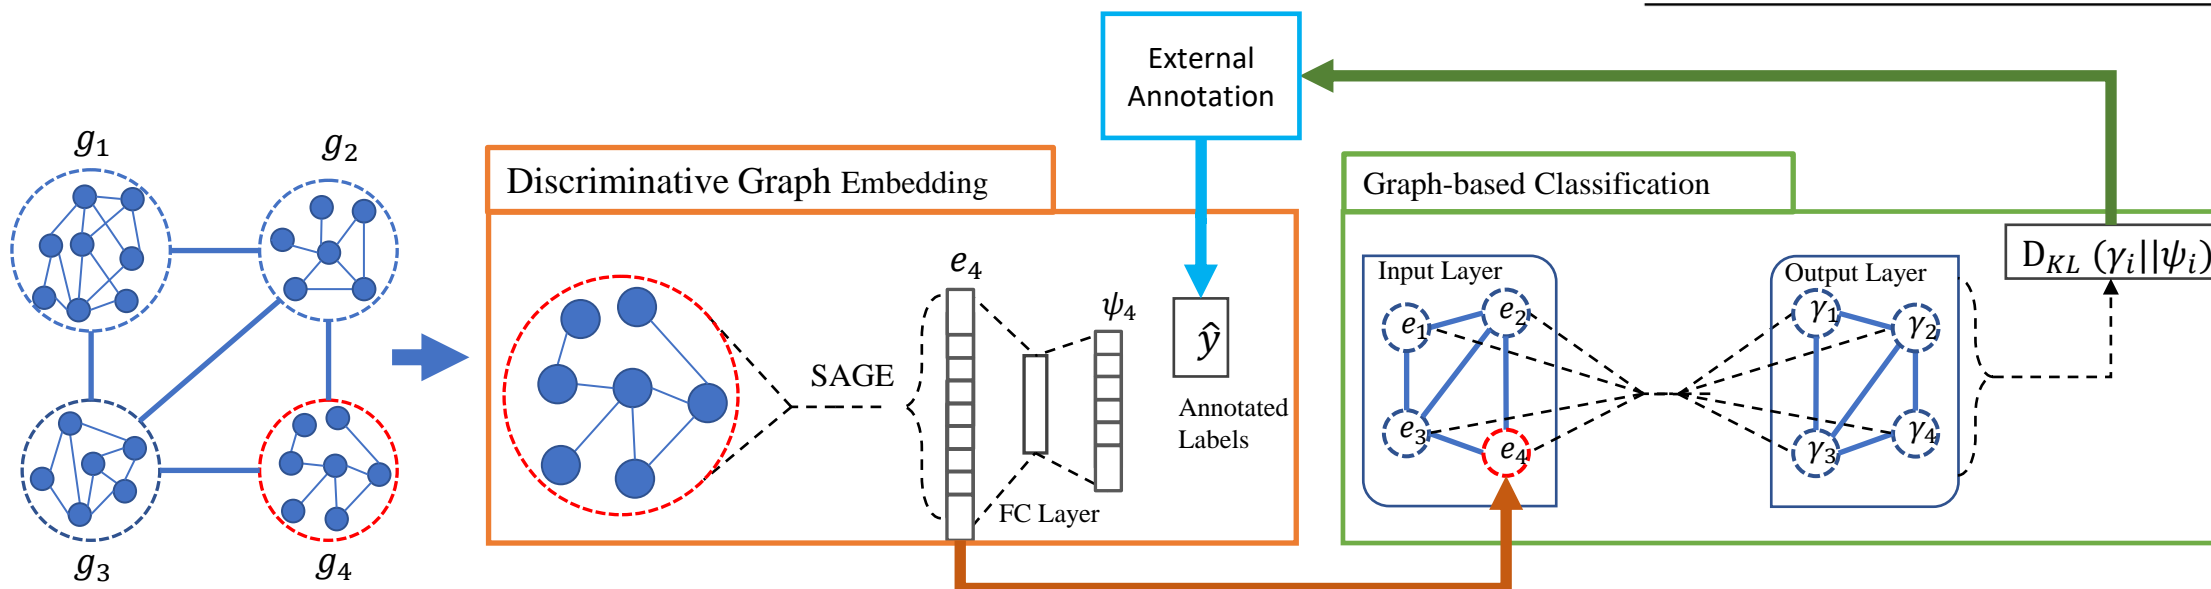 External
Annotation
g₁
g₂
g₃
g₄
Discriminative Graph Embedding
SAGE
e₄
FC Layer
ψ₄
ŷ
Annotated
Labels
Graph-based Classification
Input Layer
e₁
e₂
e₃
e₄
Output Layer
γ₁
γ₂
γ₃
γ₄
D_KL (γᵢ||ψᵢ)